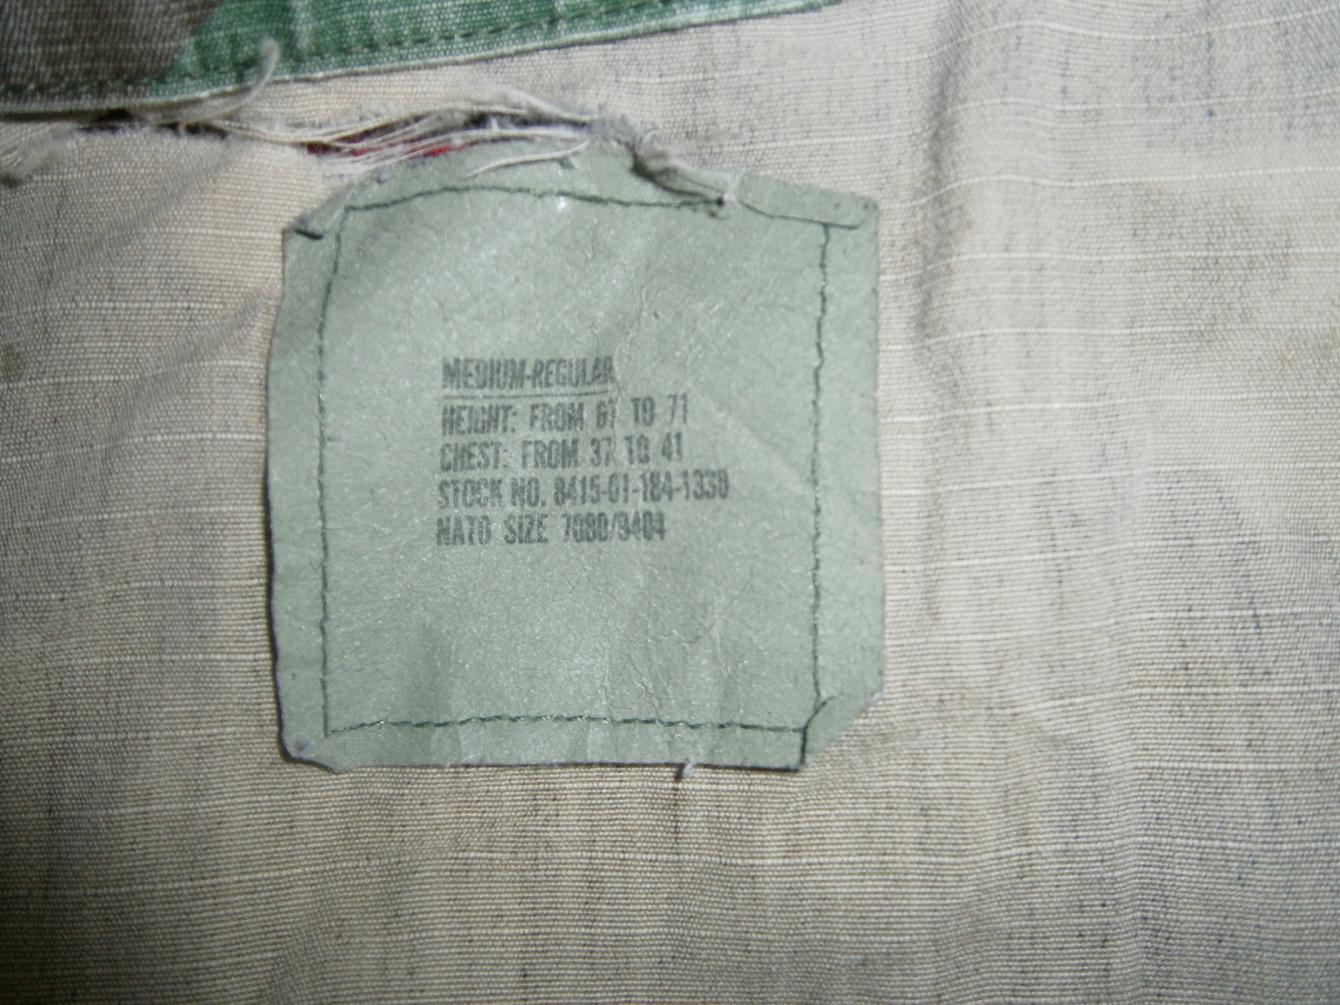 MEDIUM-REGULAR
HEIGHT: FROM 67 TO 71
CHEST: FROM 37 TO 41
STOCK NO. 8415-01-184-1330
NATO SIZE 7080/9404